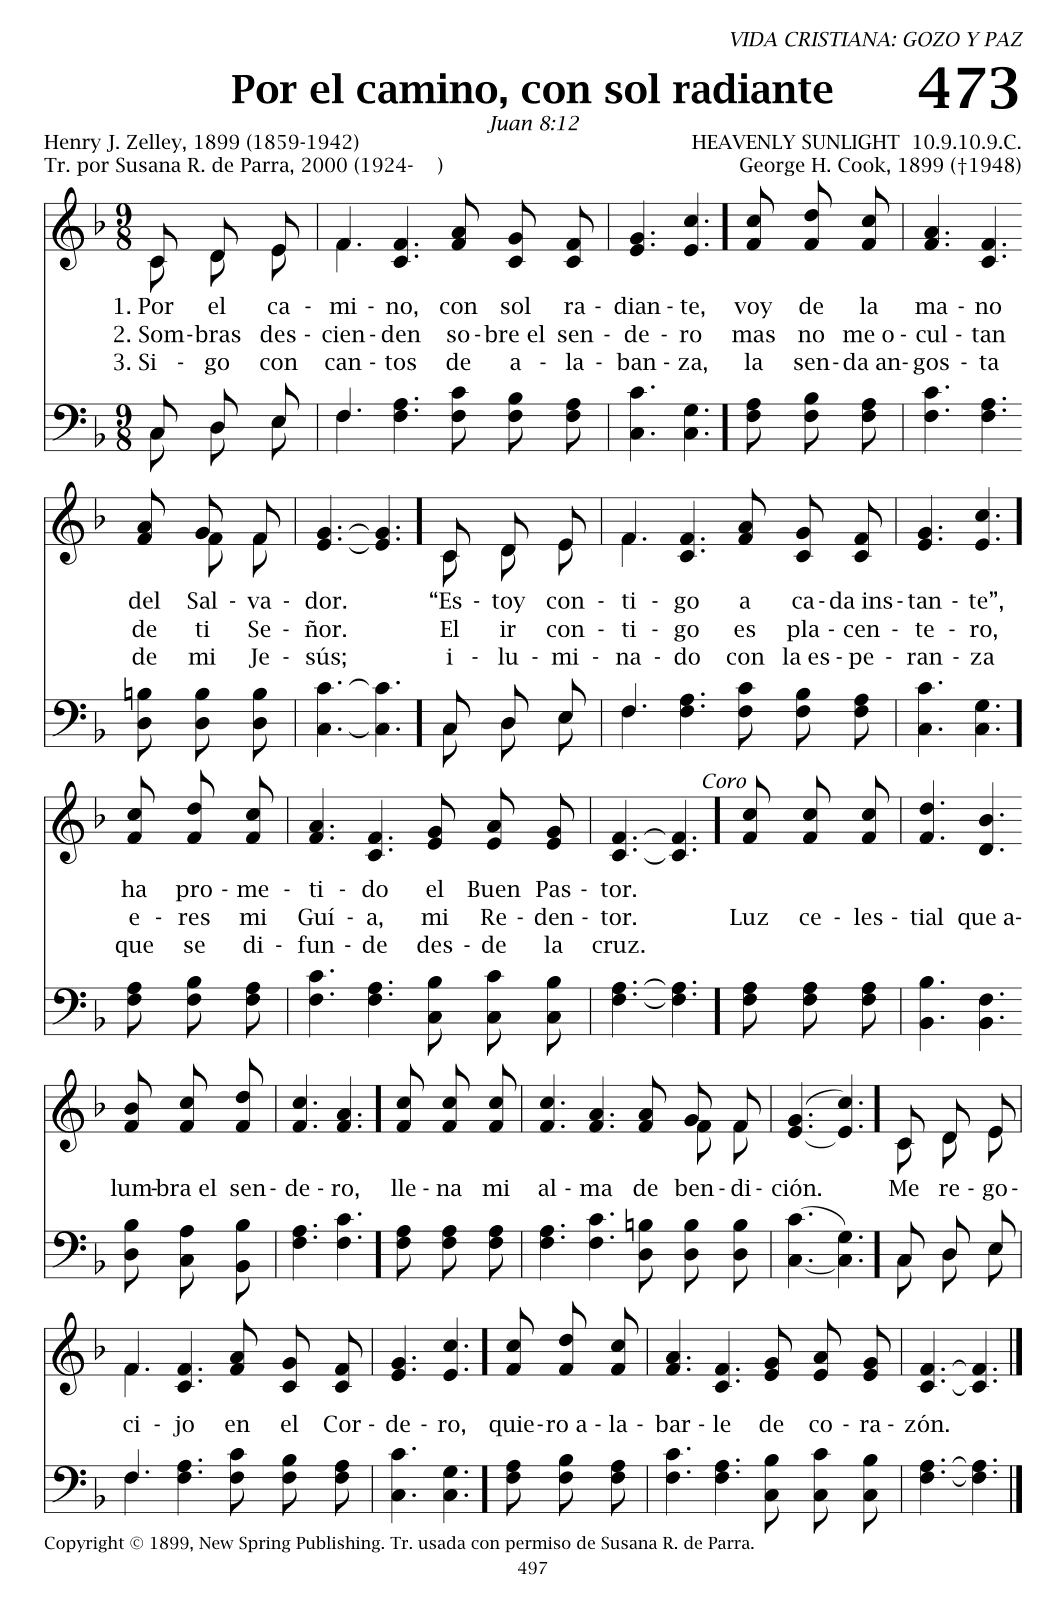 VIDA CRISTIANA: GOZO Y PAZ
Por el camino, con sol radiante 473
Juan 8:12
Henry J. Zelley, 1899 (1859-1942) HEAVENLY SUNLIGHT 10.9.10.9.C.
Tr. por Susana R. de Parra, 2000 (1924- ) George H. Cook, 1899 (†1948)
1. Por el ca - mi - no, con sol ra - dian - te, voy de la ma - no
2. Som - bras des - cien - den so - bre el sen - de - ro mas no me o - cul - tan
3. Si - go con can - tos de a - la - ban - za, la sen - da an - gos - ta
del Sal - va - dor. “Es - toy con - ti - go a ca - da ins - tan - te”,
de ti Se - ñor. El ir con - ti - go es pla - cen - te - ro,
de mi Je - sús; i - lu - mi - na - do con la es - pe - ran - za
Coro
ha pro - me - ti - do el Buen Pas - tor.
e - res mi Guí - a, mi Re - den - tor. Luz ce - les - tial que a-
que se di - fun - de des - de la cruz.
lum - bra el sen - de - ro, lle - na mi al - ma de ben - di - ción. Me re - go -
ci - jo en el Cor - de - ro, quie - ro a - la - bar - le de co - ra - zón.
Copyright © 1899, New Spring Publishing. Tr. usada con permiso de Susana R. de Parra.
497